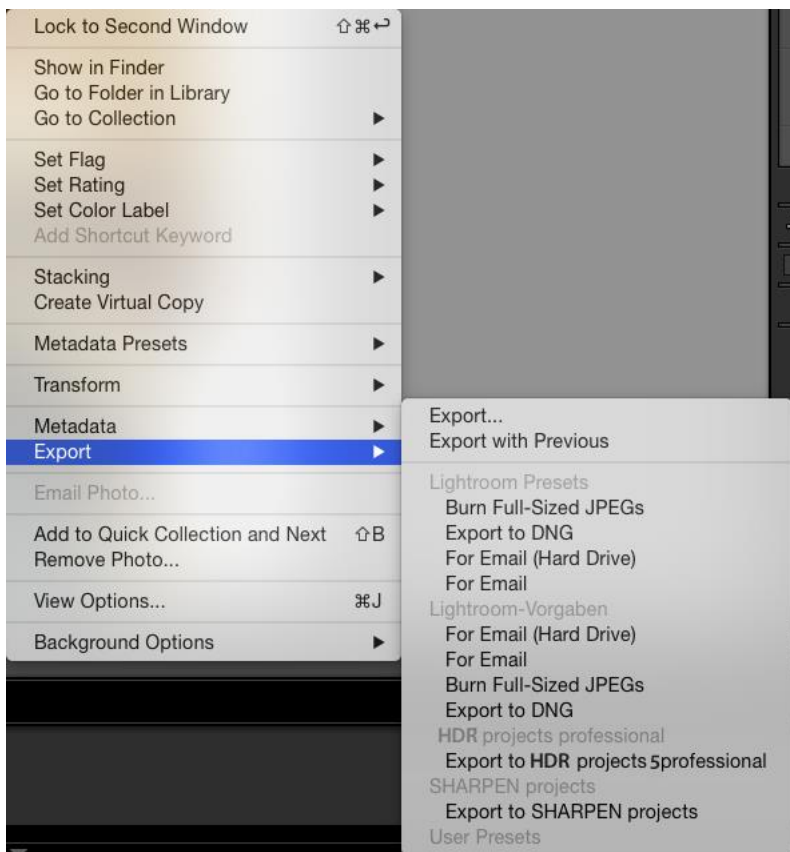 Lock to Second Window ⇧⌘↩
Show in Finder
Go to Folder in Library
Go to Collection ▶
Set Flag ▶
Set Rating ▶
Set Color Label ▶
Add Shortcut Keyword
Stacking ▶
Create Virtual Copy
Metadata Presets ▶
Transform ▶
Metadata ▶
Export ▶
Email Photo...
Add to Quick Collection and Next ⇧B
Remove Photo...
View Options... ⌘J
Background Options ▶
Export...
Export with Previous
Lightroom Presets
Burn Full-Sized JPEGs
Export to DNG
For Email (Hard Drive)
For Email
Lightroom-Vorgaben
For Email (Hard Drive)
For Email
Burn Full-Sized JPEGs
Export to DNG
HDR projects professional
Export to HDR projects 5professional
SHARPEN projects
Export to SHARPEN projects
User Presets